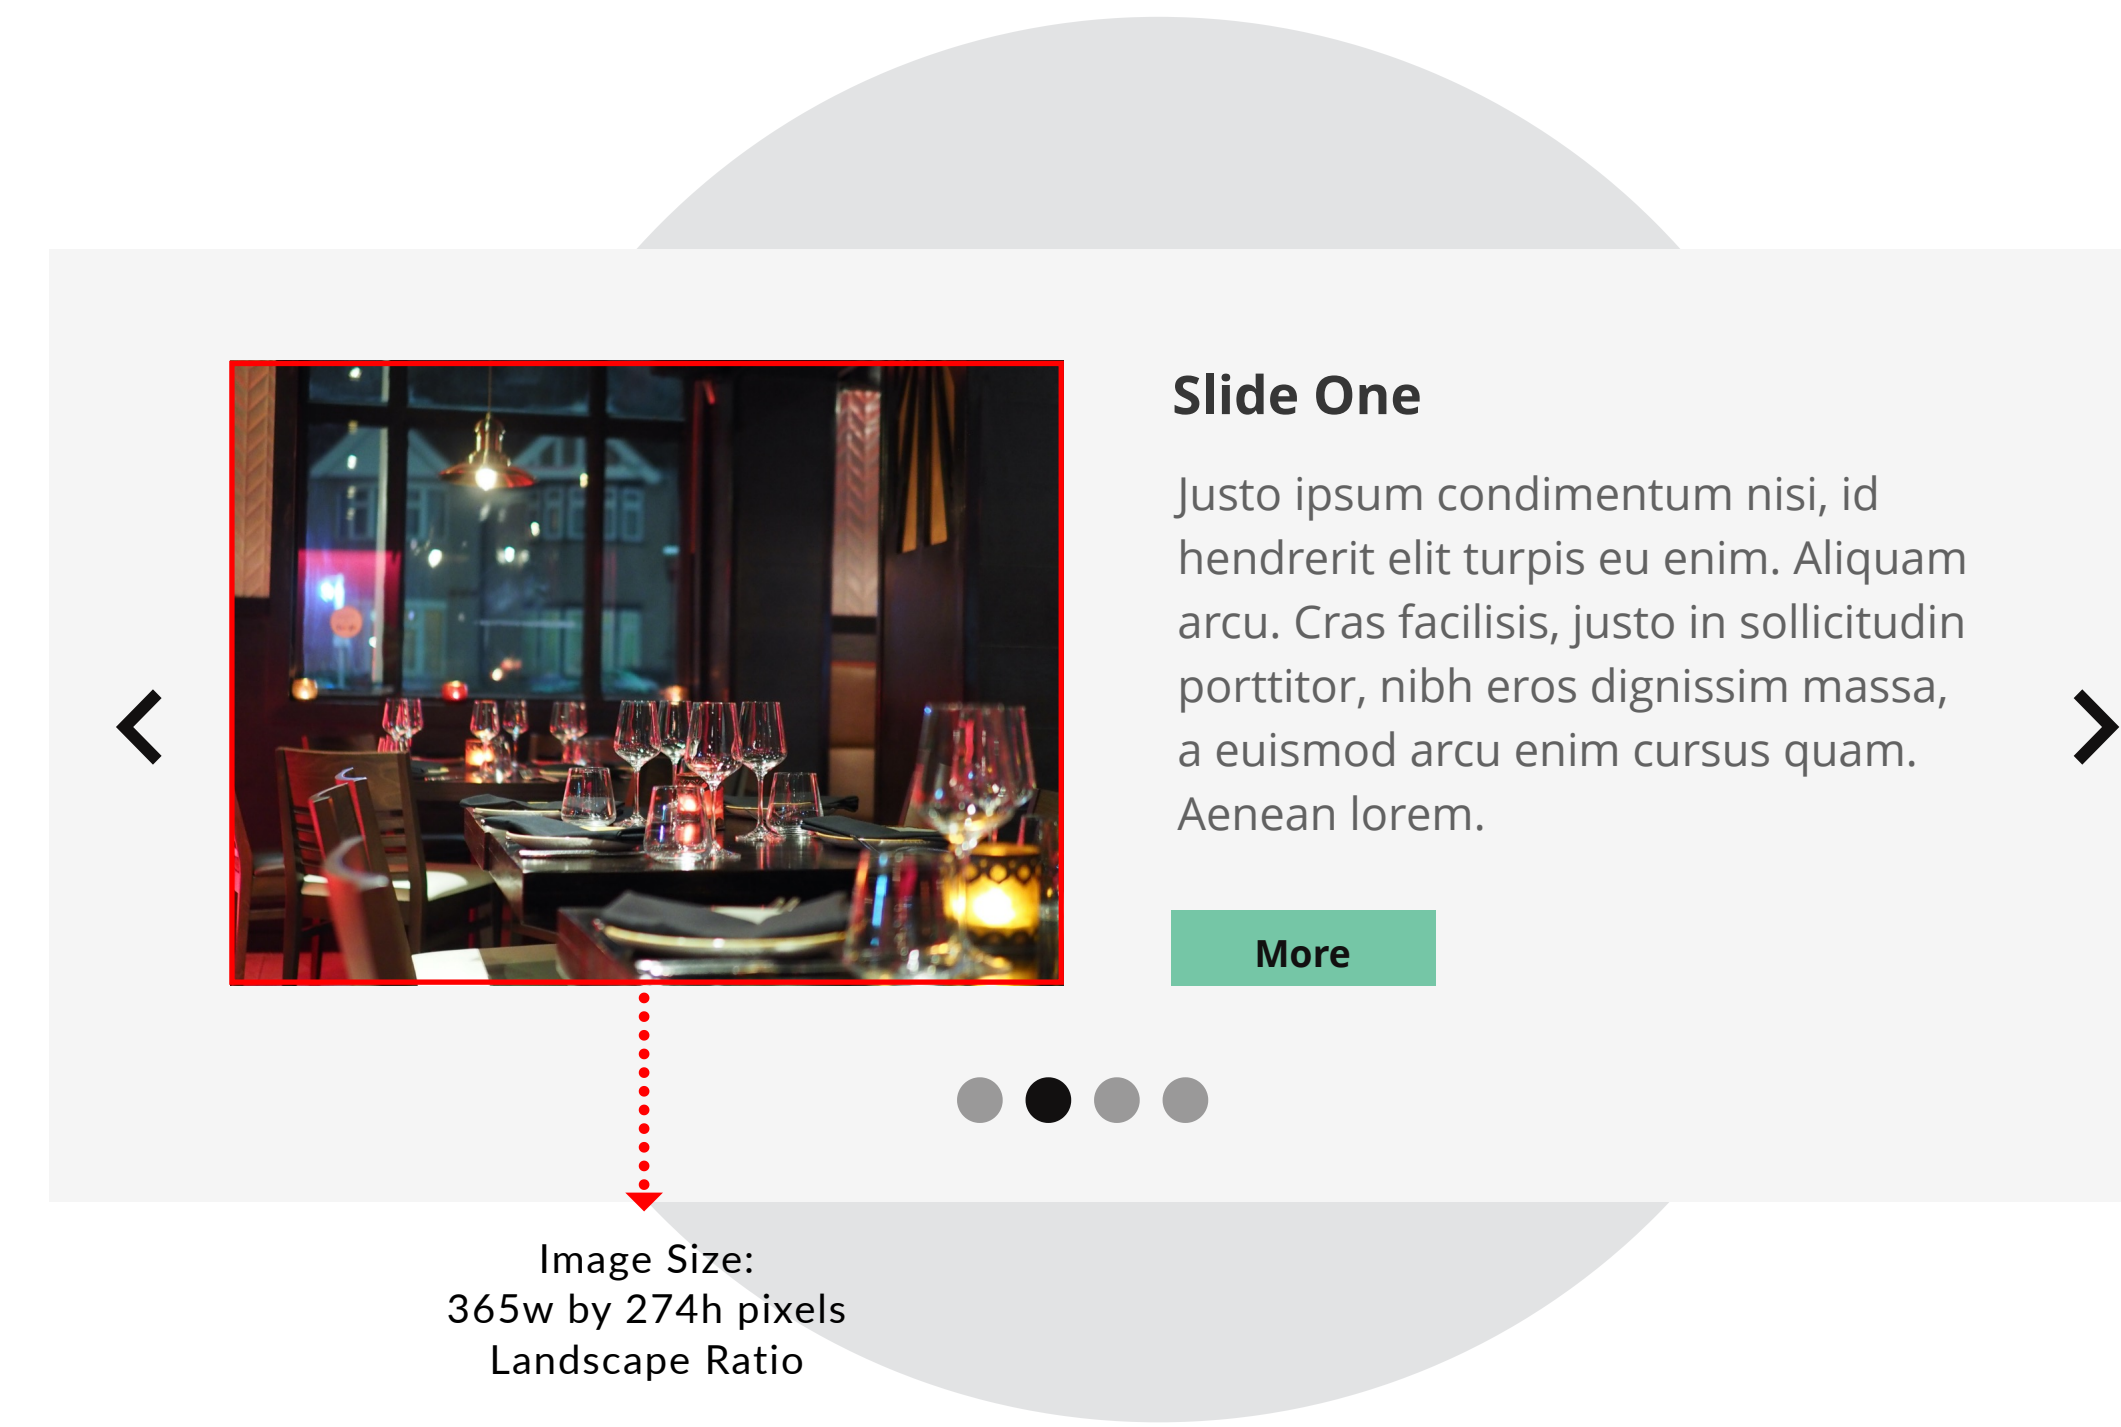 Slide One
Justo ipsum condimentum nisi, id
hendrerit elit turpis eu enim. Aliquam
arcu. Cras facilisis, justo in sollicitudin
porttitor, nibh eros dignissim massa,
a euismod arcu enim cursus quam.
Aenean lorem.
More
Image Size:
365w by 274h pixels
Landscape Ratio